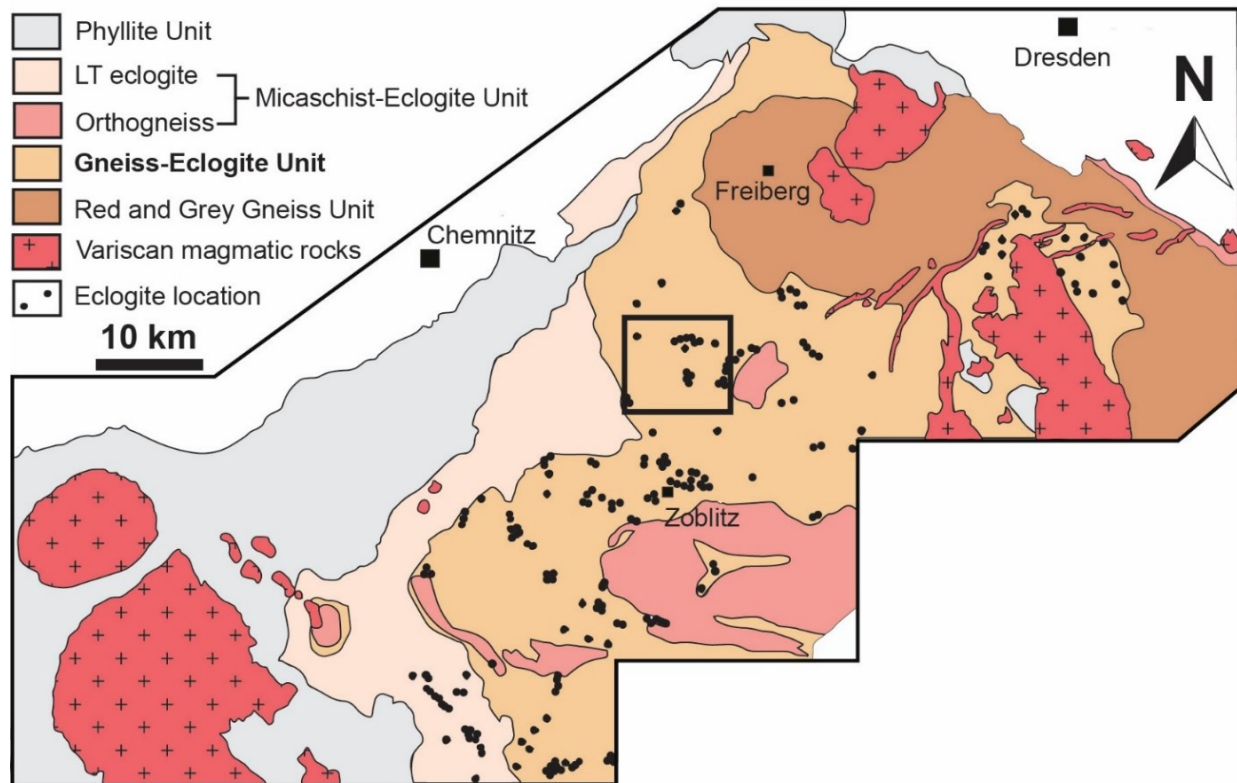 Phyllite Unit
LT eclogite
Micaschist-Eclogite Unit
Orthogneiss
Gneiss-Eclogite Unit
Red and Grey Gneiss Unit
Variscan magmatic rocks
Eclogite location
10 km
Dresden
N
Freiberg
Chemnitz
Zoblitz